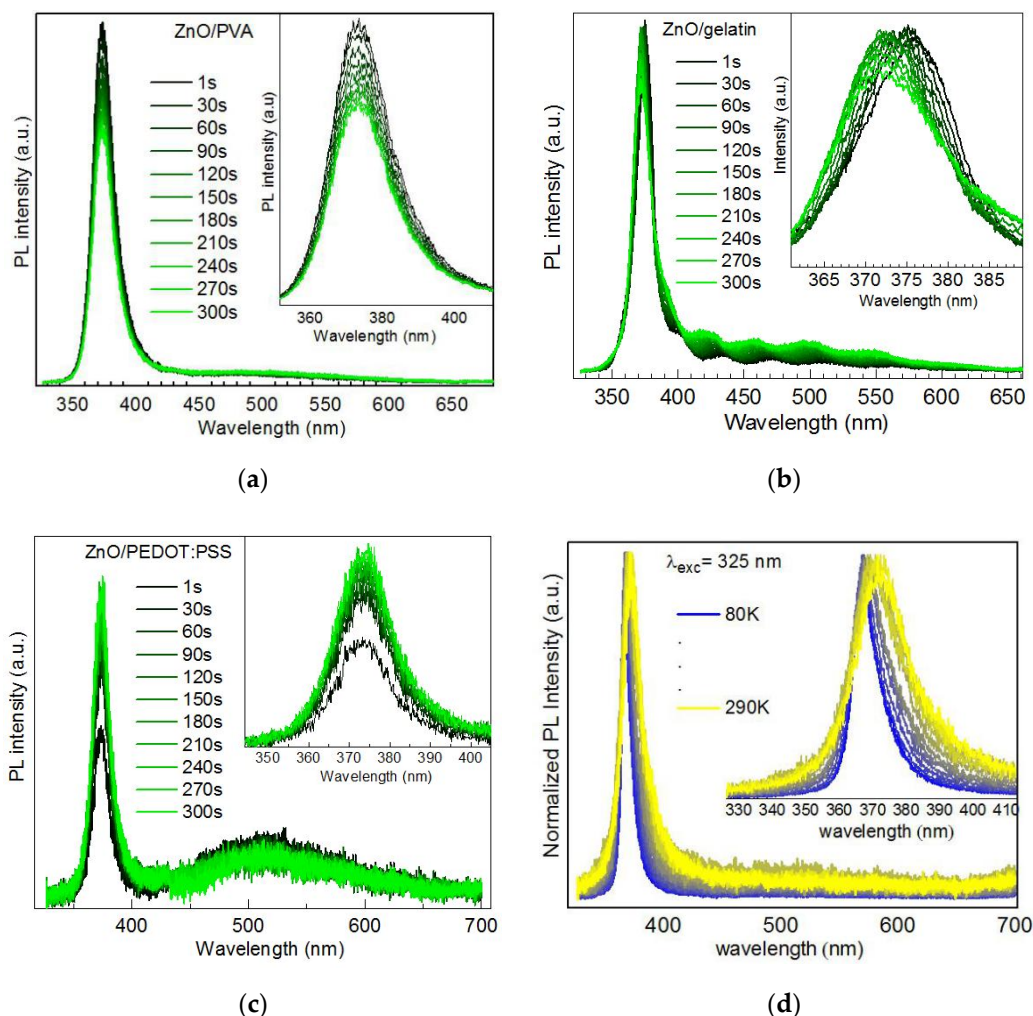 ZnO/PVA
1s
30s
60s
90s
120s
150s
180s
210s
240s
270s
300s
PL intensity (a.u.)
PL intensity (a.u)
360 380 400
Wavelength (nm)
350 400 450 500 550 600 650
Wavelength (nm)
(a)
ZnO/gelatin
1s
30s
60s
90s
120s
150s
180s
210s
240s
270s
300s
PL intensity (a.u.)
Intensity (a.u.)
365 370 375 380 385
Wavelength (nm)
350 400 450 500 550 600 650
Wavelength (nm)
(b)
ZnO/PEDOT:PSS
1s
30s
60s
90s
120s
150s
180s
210s
240s
270s
300s
PL intensity (a.u.)
PL intensity (a.u.)
350 360 370 380 390 400
Wavelength (nm)
400 500 600 700
Wavelength (nm)
(c)
λexc= 325 nm
80K
290K
Normalized PL Intensity (a.u.)
330 340 350 360 370 380 390 400 410
wavelength (nm)
400 500 600 700
wavelength (nm)
(d)